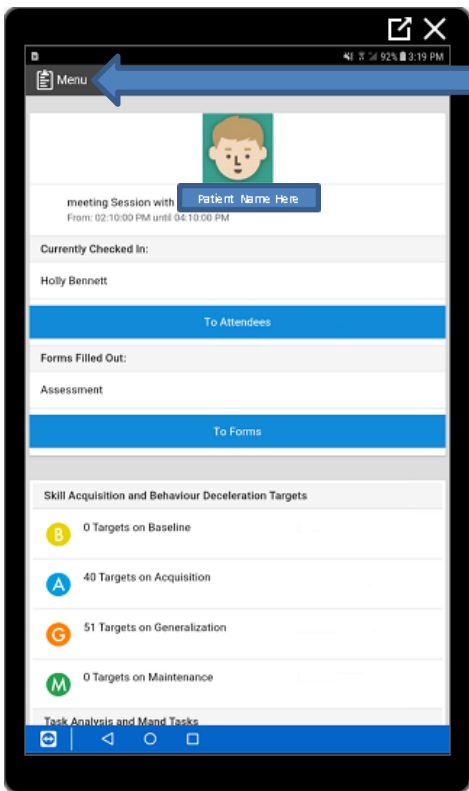 92% 3:19 PM
Menu
meeting Session with Patient Name Here
From: 02:10:00 PM until 04:10:00 PM
Currently Checked In:
Holly Bennett
To Attendees
Forms Filled Out:
Assessment
To Forms
Skill Acquisition and Behaviour Deceleration Targets
B 0 Targets on Baseline
A 40 Targets on Acquisition
G 51 Targets on Generalization
M 0 Targets on Maintenance
Task Analysis and Mand Tasks